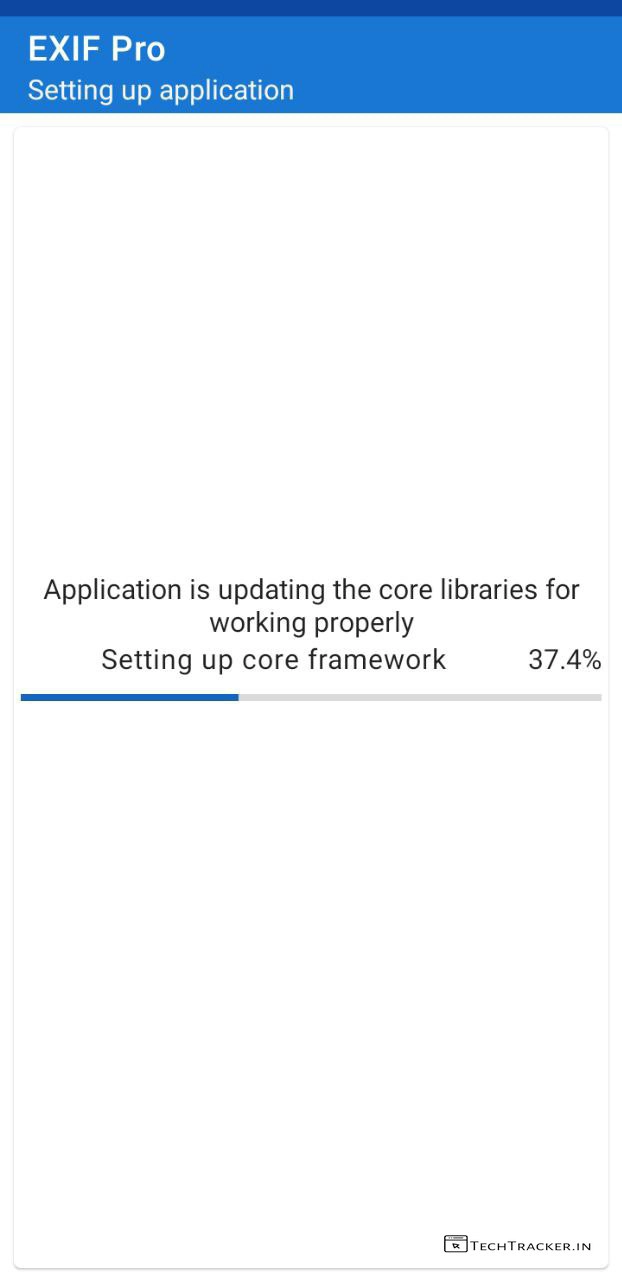 EXIF Pro
Setting up application
Application is updating the core libraries for
working properly
Setting up core framework 37.4%
TECHTRACKER.IN